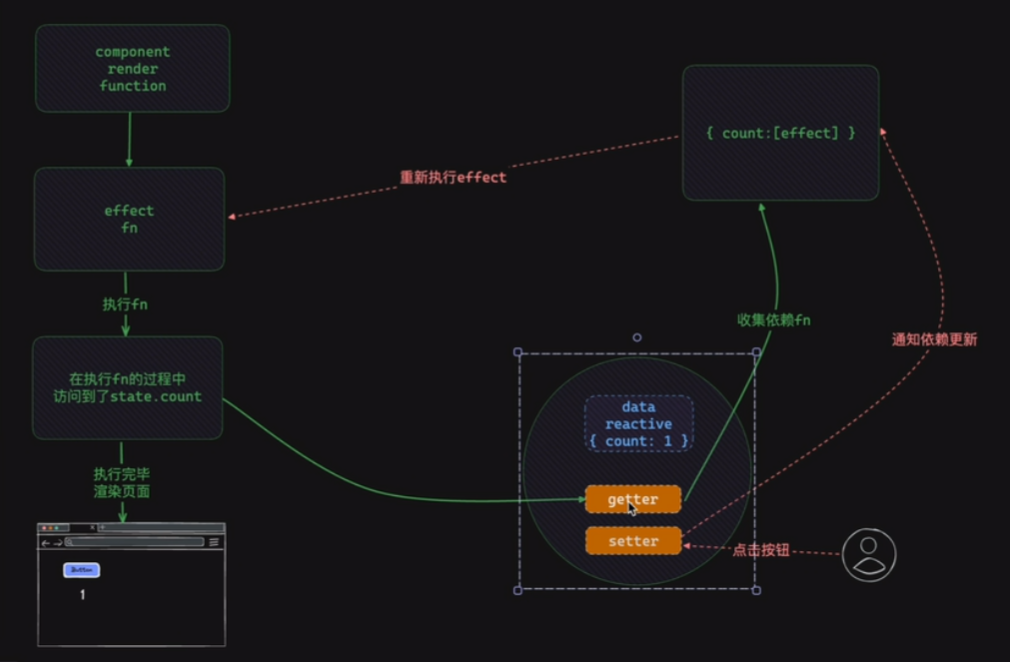 component
render
function
{ count:[effect] }
重新执行effect
effect
fn
执行fn
收集依赖fn
通知依赖更新
在执行fn的过程中
访问到了state.count
data
reactive
{ count: 1 }
执行完毕
渲染页面
getter
setter
点击按钮
Button
1